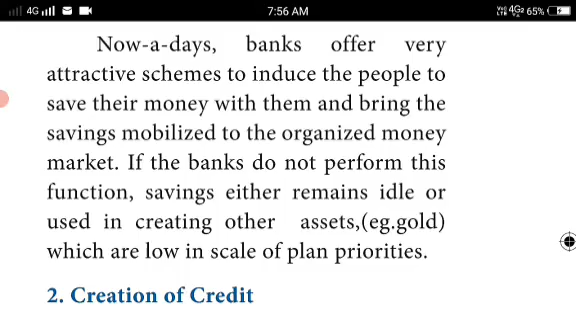 4G 7:56 AM 4G 65%
Now-a-days, banks offer very
attractive schemes to induce the people to
save their money with them and bring the
savings mobilized to the organized money
market. If the banks do not perform this
function, savings either remains idle or
used in creating other assets,(eg.gold)
which are low in scale of plan priorities.
2. Creation of Credit